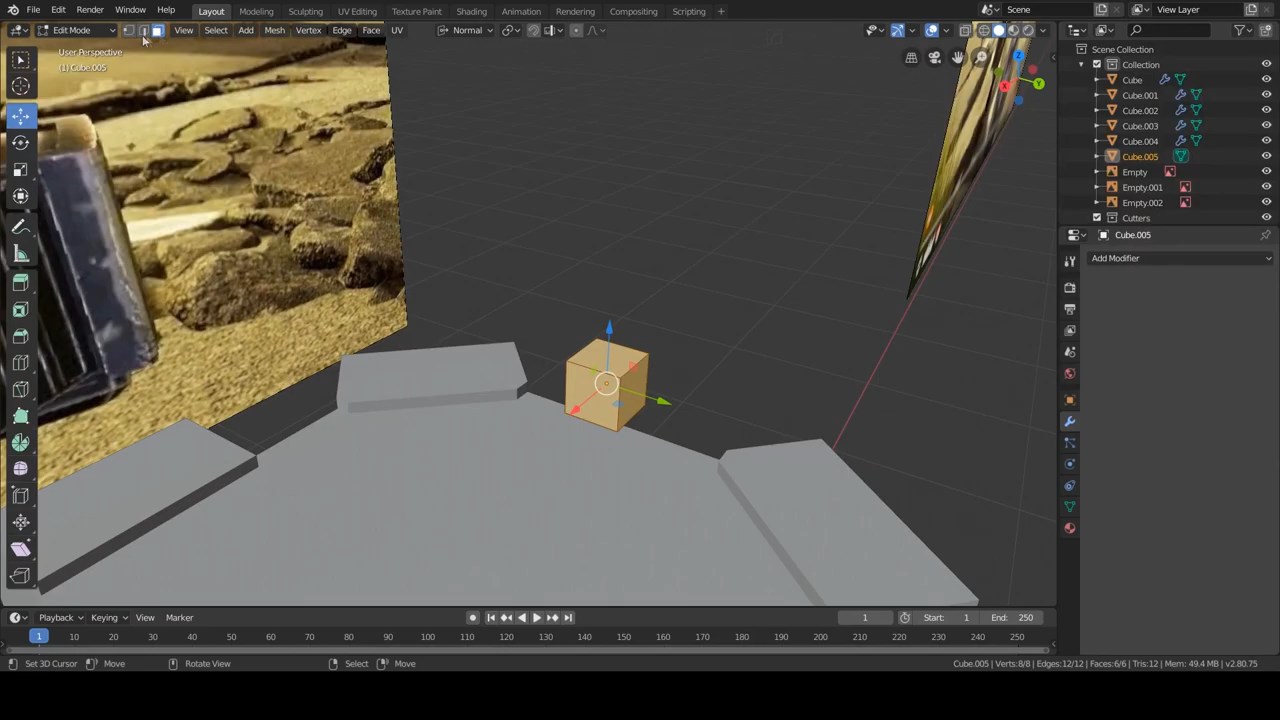 File Edit Render Window Help Layout Modeling Sculpting UV Editing Texture Paint Shading Animation Rendering Compositing Scripting + Scene View Layer
Edit Mode View Select Add Mesh Vertex Edge Face UV Normal
User Perspective
(1) Cube.005
Z
Y
X
Scene Collection
Collection
Cube
Cube.001
Cube.002
Cube.003
Cube.004
Cube.005
Empty
Empty.001
Empty.002
Cutters
Cube.005
Add Modifier
Playback Keying View Marker 1 Start: 1 End: 250
1 10 20 30 40 50 60 70 80 90 100 110 120 130 140 150 160 170 180 190 200 210 220 230 240 250
Set 3D Cursor Move Rotate View Select Move Cube.005 | Verts:8/8 | Edges:12/12 | Faces:6/6 | Tris:12 | Mem: 49.4 MB | v2.80.75